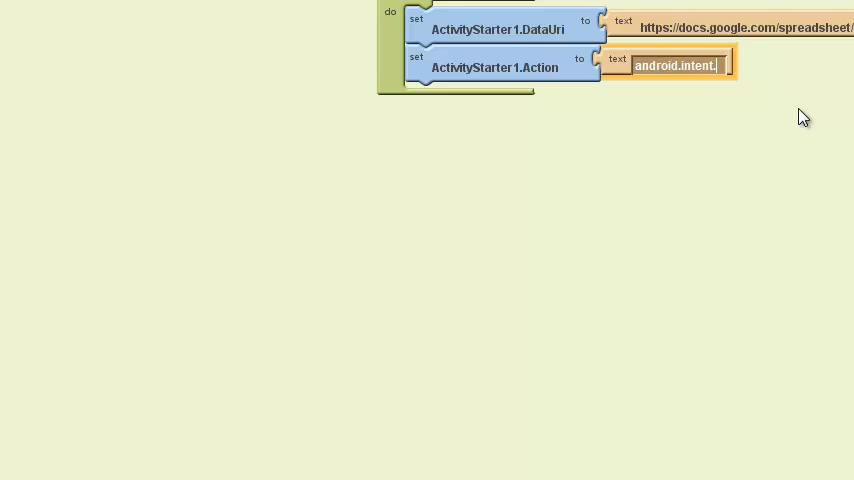 do
set ActivityStarter1.DataUri to text https://docs.google.com/spreadsheet/
set ActivityStarter1.Action to text android.intent.